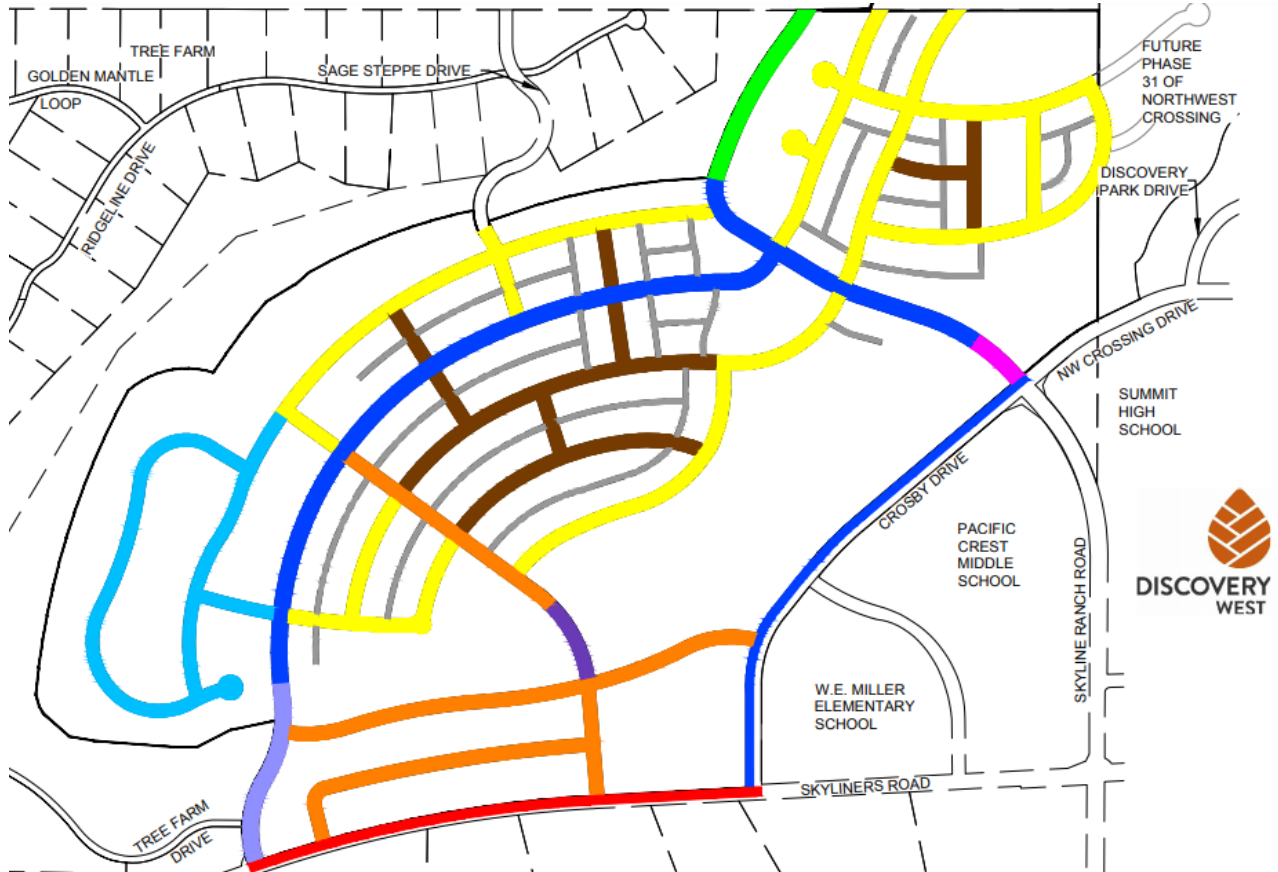 TREE FARM
GOLDEN MANTLE
LOOP
SAGE STEPPE DRIVE
RIDGELINE DRIVE
FUTURE
PHASE
31 OF
NORTHWEST
CROSSING
DISCOVERY
PARK DRIVE
NW CROSSING DRIVE
SUMMIT
HIGH
SCHOOL
CROSBY DRIVE
PACIFIC
CREST
MIDDLE
SCHOOL
SKYLINE RANCH ROAD
DISCOVERY
WEST
W.E. MILLER
ELEMENTARY
SCHOOL
SKYLINERS ROAD
TREE FARM
DRIVE